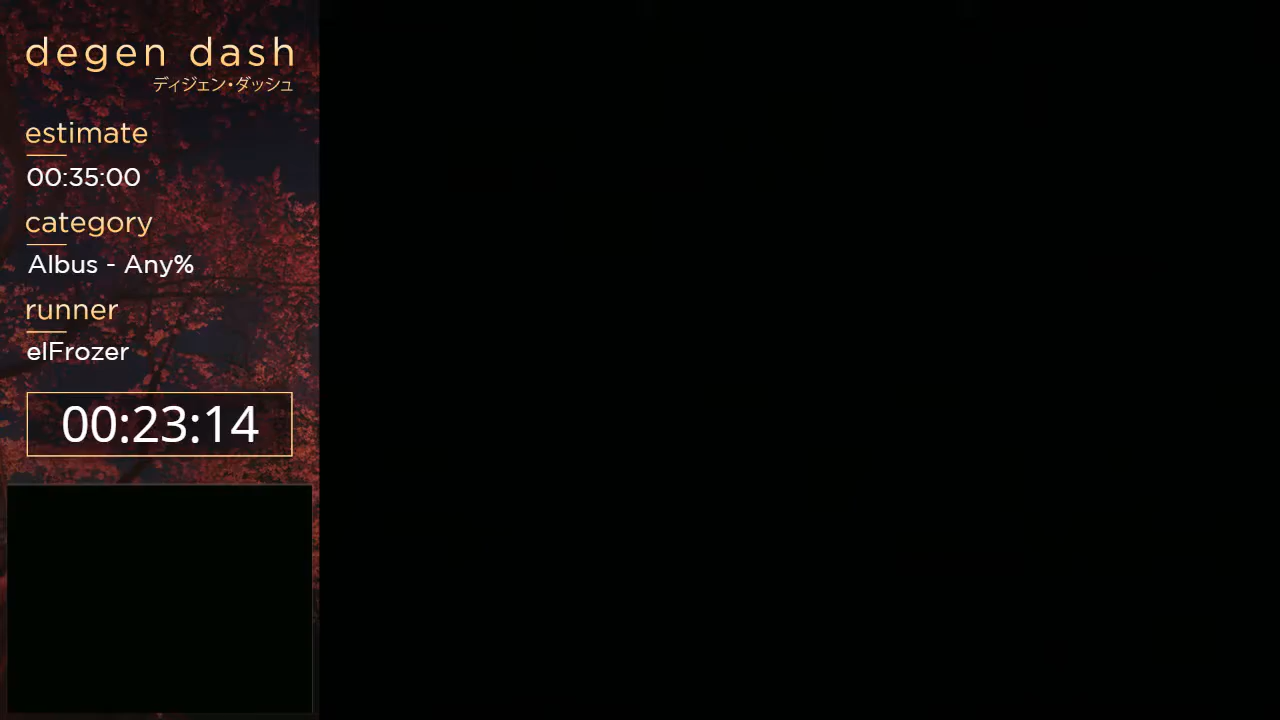 degen dash
ディジェン・ダッシュ
estimate
00:35:00
category
Albus - Any%
runner
elFrozer
00:23:14